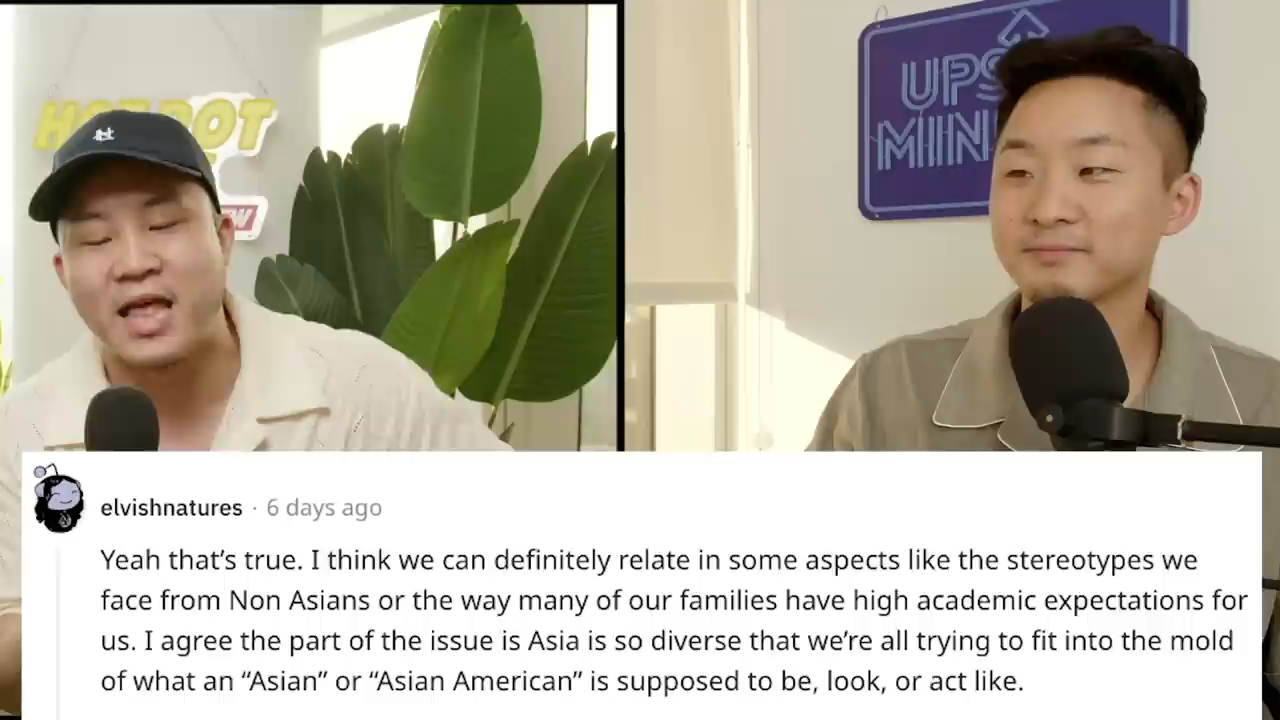 HOTPOT
UPS
MIN
elvishnatures · 6 days ago
Yeah that’s true. I think we can definitely relate in some aspects like the stereotypes we
face from Non Asians or the way many of our families have high academic expectations for
us. I agree the part of the issue is Asia is so diverse that we’re all trying to fit into the mold
of what an “Asian” or “Asian American” is supposed to be, look, or act like.